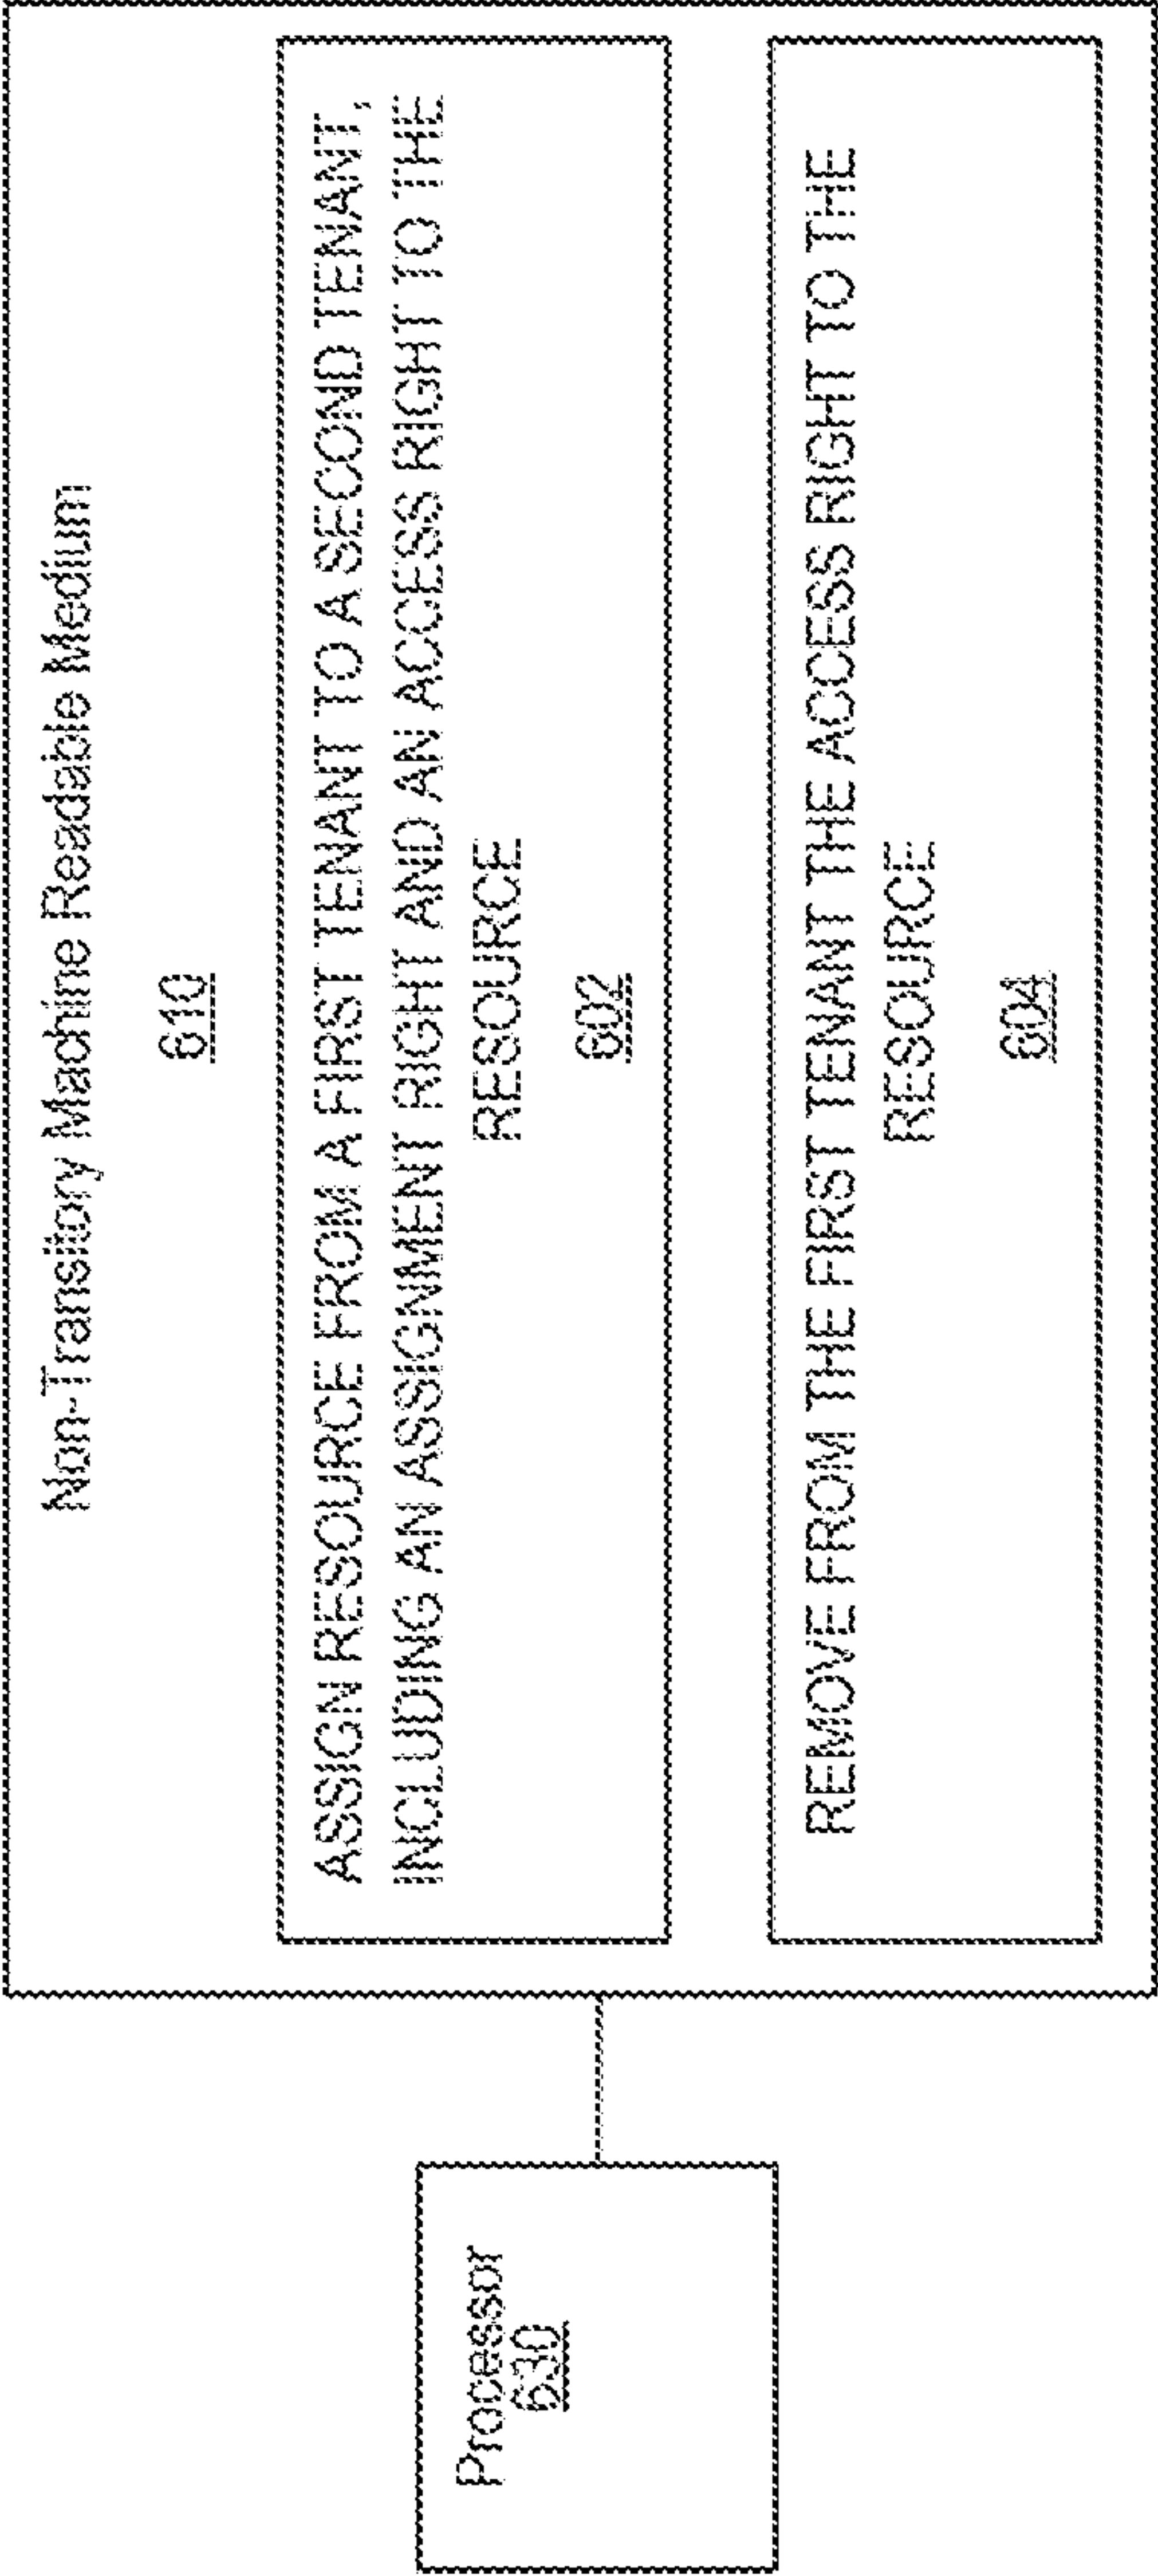 Non-Transitory Machine Readable Medium
610
ASSIGN RESOURCE FROM A FIRST TENANT TO A SECOND TENANT,
INCLUDING AN ASSIGNMENT RIGHT AND AN ACCESS RIGHT TO THE
RESOURCE
602
REMOVE FROM THE FIRST TENANT THE ACCESS RIGHT TO THE
RESOURCE
604
Processor
630